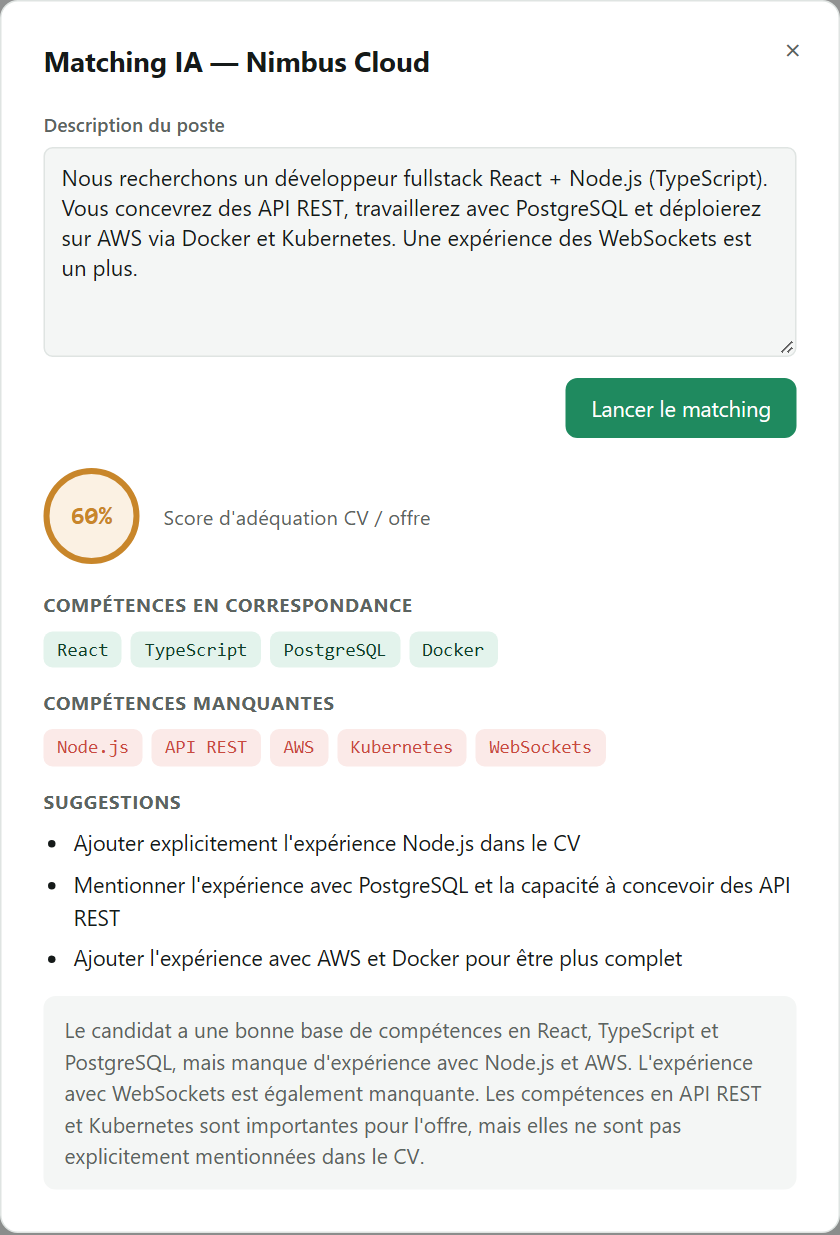 Matching IA — Nimbus Cloud
×
Description du poste
Nous recherchons un développeur fullstack React + Node.js (TypeScript).
Vous concevrez des API REST, travaillerez avec PostgreSQL et déploierez
sur AWS via Docker et Kubernetes. Une expérience des WebSockets est
un plus.
Lancer le matching
60%
Score d'adéquation CV / offre
COMPÉTENCES EN CORRESPONDANCE
React TypeScript PostgreSQL Docker
COMPÉTENCES MANQUANTES
Node.js API REST AWS Kubernetes WebSockets
SUGGESTIONS
• Ajouter explicitement l'expérience Node.js dans le CV
• Mentionner l'expérience avec PostgreSQL et la capacité à concevoir des API
REST
• Ajouter l'expérience avec AWS et Docker pour être plus complet
Le candidat a une bonne base de compétences en React, TypeScript et
PostgreSQL, mais manque d'expérience avec Node.js et AWS. L'expérience
avec WebSockets est également manquante. Les compétences en API REST
et Kubernetes sont importantes pour l'offre, mais elles ne sont pas
explicitement mentionnées dans le CV.